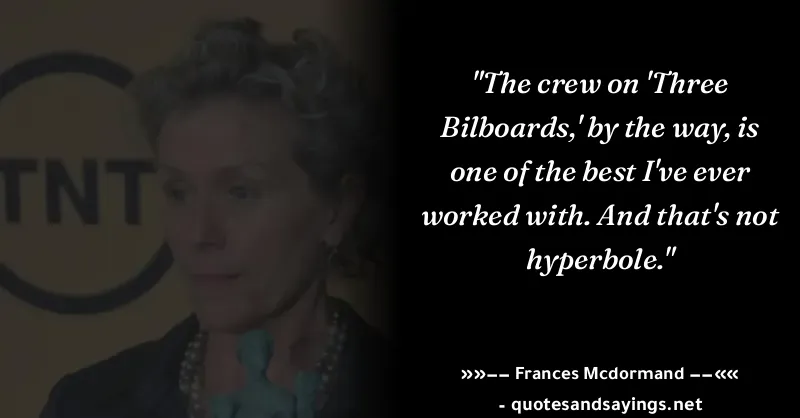 TNT
"The crew on 'Three
Bilboards,' by the way, is
one of the best I've ever
worked with. And that's not
hyperbole."
»»−− Frances Mcdormand −−««
- quotesandsayings.net